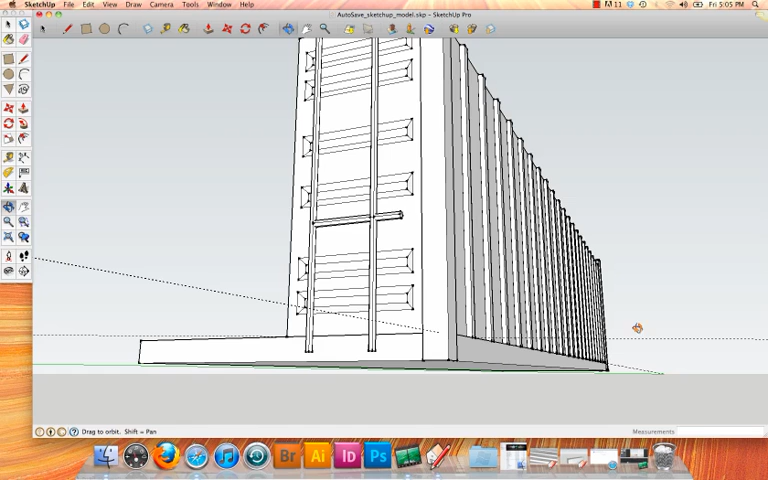 SketchUp File Edit View Draw Camera Tools Window Help
11 Fri 5:05 PM
AutoSave_sketchup_model.skp – SketchUp Pro
Drag to orbit. Shift = Pan
Measurements
Br Ai Id Ps